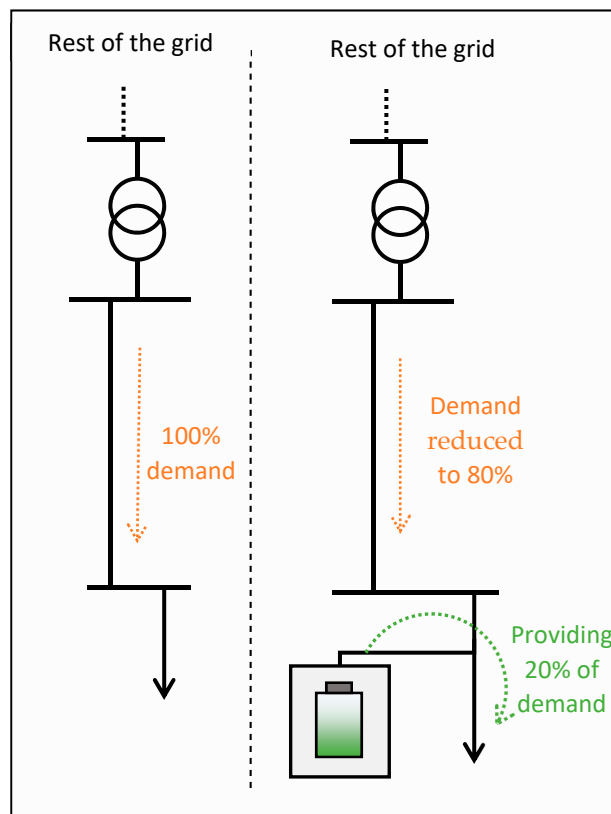 Rest of the grid
100%
demand
Rest of the grid
Demand
reduced
to 80%
Providing
20% of
demand